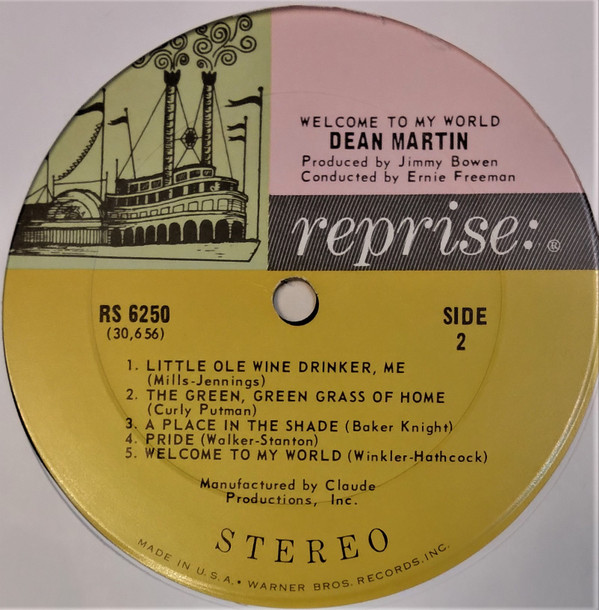 WELCOME TO MY WORLD
DEAN MARTIN
Produced by Jimmy Bowen
Conducted by Ernie Freeman
reprise: ®
RS 6250
(30,656)
SIDE
2
1. LITTLE OLE WINE DRINKER, ME
(Mills-Jennings)
2. THE GREEN, GREEN GRASS OF HOME
(Curly Putman)
3. A PLACE IN THE SHADE (Baker Knight)
4. PRIDE (Walker-Stanton)
5. WELCOME TO MY WORLD (Winkler-Hathcock)
Manufactured by Claude
Productions, Inc.
STEREO
MADE IN U.S.A. • WARNER BROS. RECORDS, INC.